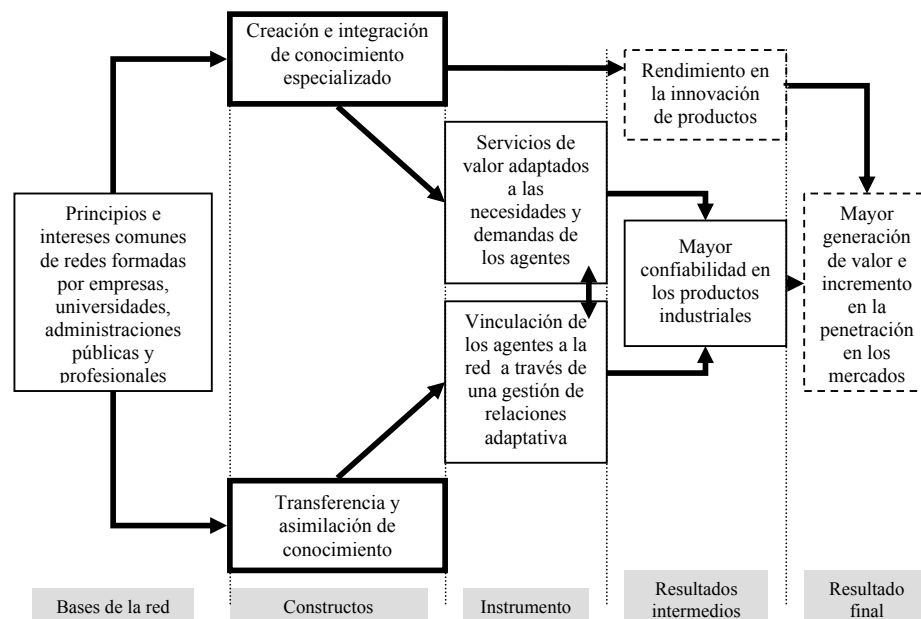 Creación e integración
de conocimiento
especializado
Rendimiento en
la innovación
de productos
Servicios de
valor adaptados
a las
necesidades y
demandas de
los agentes
Principios e
intereses comunes
de redes formadas
por empresas,
universidades,
administraciones
públicas y
profesionales
Mayor
confiabilidad en
los productos
industriales
Mayor
generación
de valor e
incremento
en la
penetración
en los
mercados
Vinculación de
los agentes a la
red a través de
una gestión de
relaciones
adaptativa
Transferencia y
asimilación de
conocimiento
Bases de la red
Constructos
Instrumento
Resultados
intermedios
Resultado
final